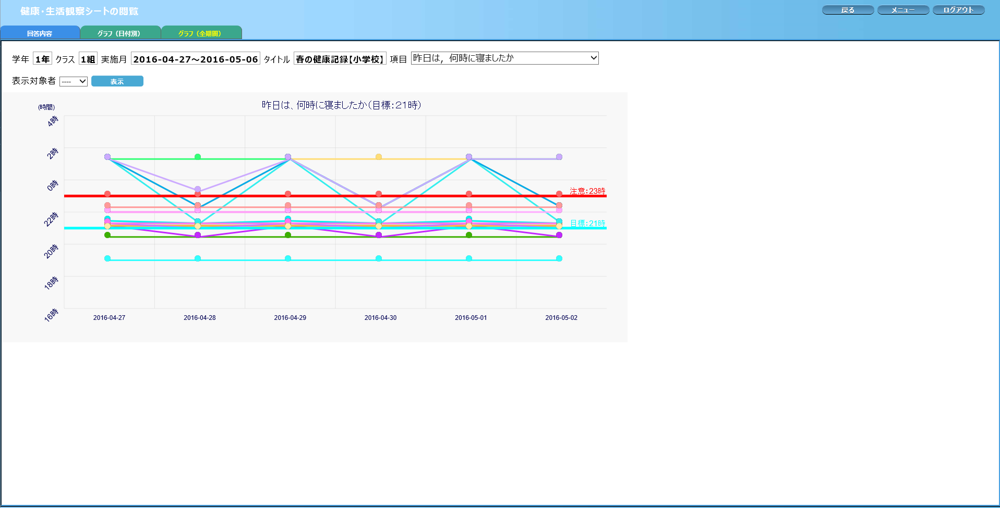 健康・生活観察シートの閲覧
戻る メニュー ログアウト
回答内容 グラフ（日付別） グラフ（全期間）
学年 1年 クラス 1組 実施月 2016-04-27～2016-05-06 タイトル 春の健康記録【小学校】 項目 昨日は，何時に寝ましたか
表示対象者 ---- 表示
昨日は、何時に寝ましたか（目標：21時）
(時間)
4時
2時
0時
注意：23時
22時
目標：21時
20時
18時
16時
2016-04-27 2016-04-28 2016-04-29 2016-04-30 2016-05-01 2016-05-02